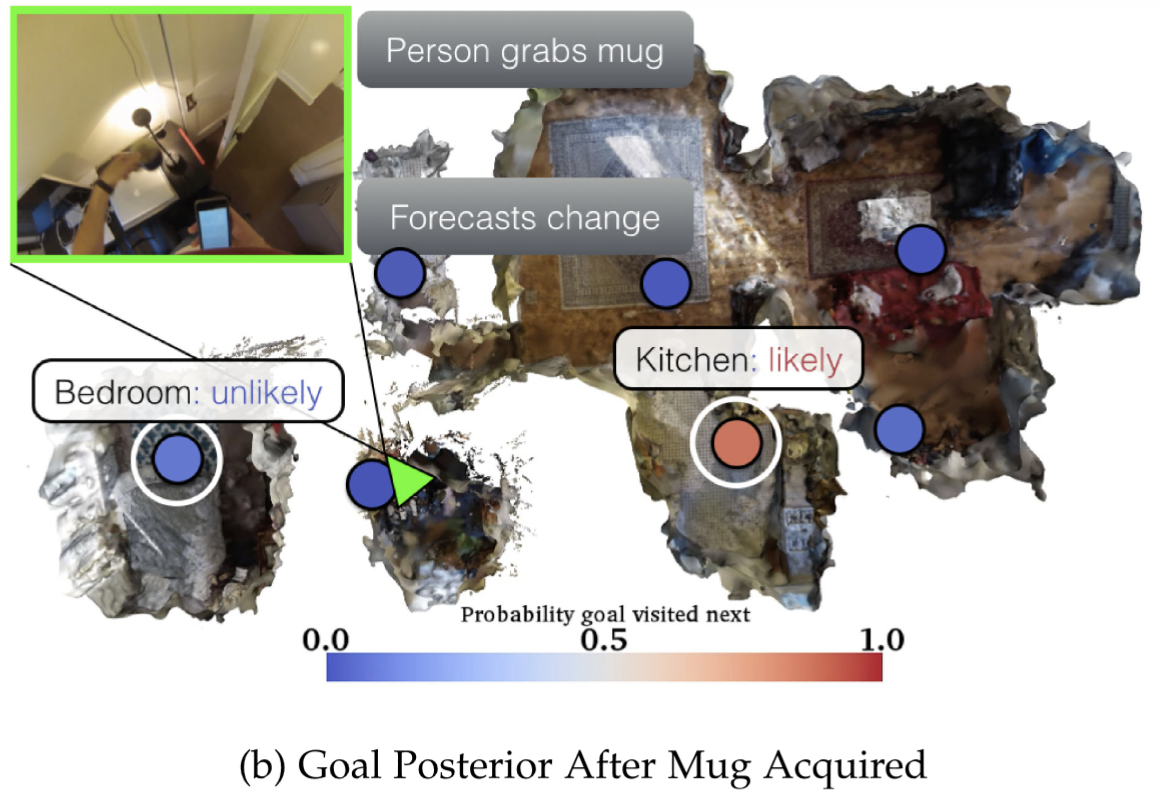 Person grabs mug
Forecasts change
Kitchen: likely
Bedroom: unlikely
Probability goal visited next
0.0 0.5 1.0
(b) Goal Posterior After Mug Acquired